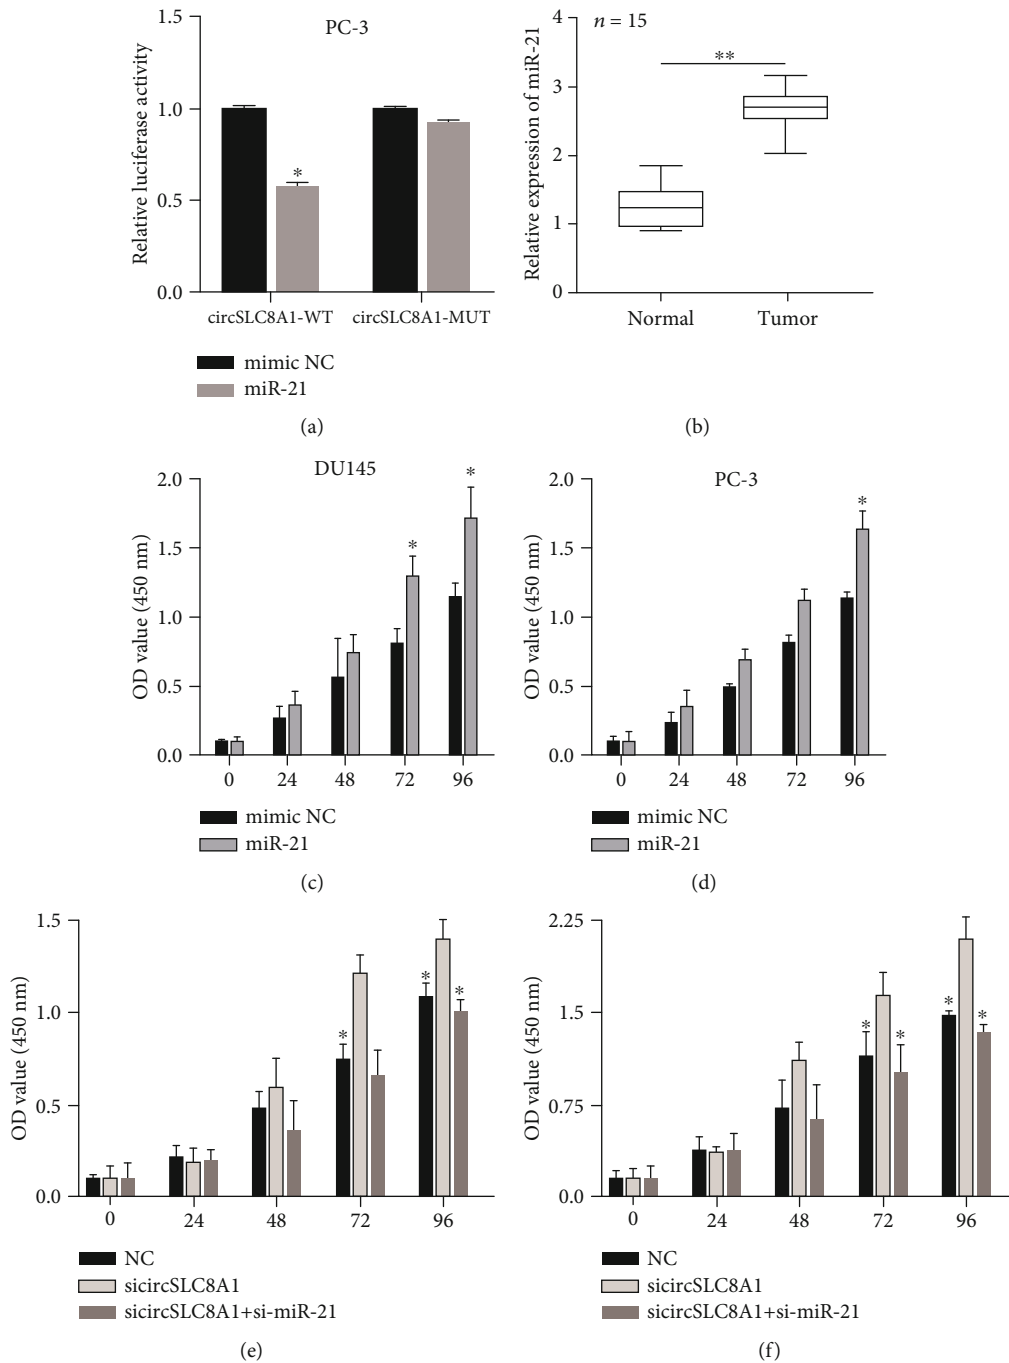 PC-3
Relative luciferase activity
1.5
1.0
0.5
0.0
*
circSLC8A1-WT circSLC8A1-MUT
mimic NC
miR-21
(a)
n = 15
Relative expression of miR-21
4
3
2
1
0
**
Normal Tumor
(b)
DU145
OD value (450 nm)
2.0
1.5
1.0
0.5
0.0
* *
0 24 48 72 96
mimic NC
miR-21
(c)
PC-3
OD value (450 nm)
2.0
1.5
1.0
0.5
0.0
*
0 24 48 72 96
mimic NC
miR-21
(d)
OD value (450 nm)
1.5
1.0
0.5
0.0
* * *
0 24 48 72 96
NC
sicircSLC8A1
sicircSLC8A1+si-miR-21
(e)
OD value (450 nm)
2.25
1.5
0.75
0.0
* * * *
0 24 48 72 96
NC
sicircSLC8A1
sicircSLC8A1+si-miR-21
(f)